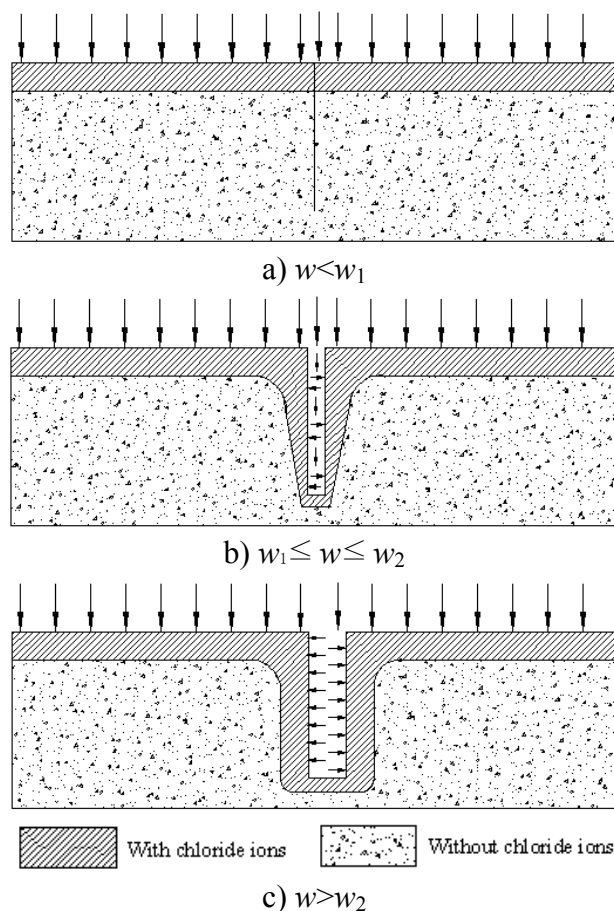 a) w<w₁
b) w₁≤ w≤ w₂
With chloride ions
Without chloride ions
c) w>w₂